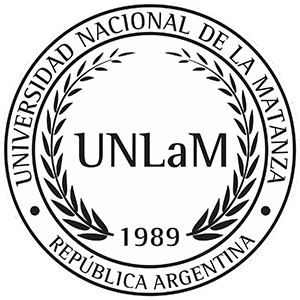 UNIVERSIDAD NACIONAL DE LA MATANZA
UNLaM
1989
REPÚBLICA ARGENTINA